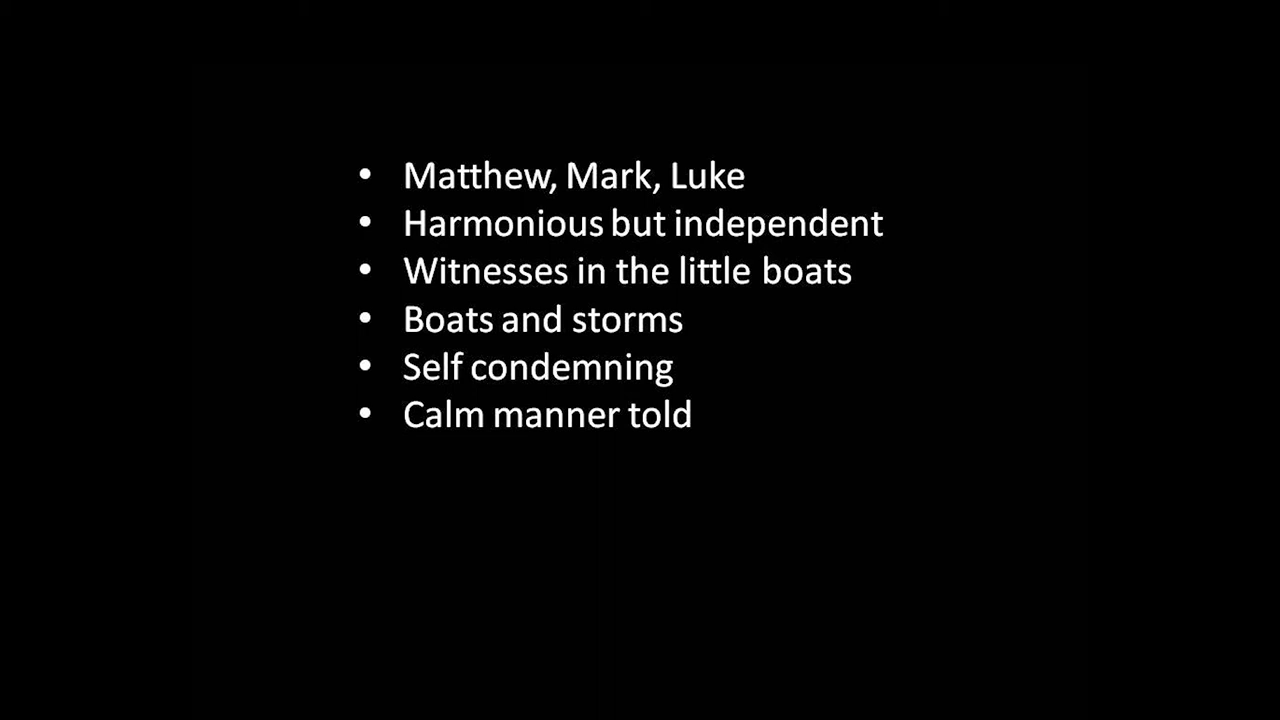 • Matthew, Mark, Luke
• Harmonious but independent
• Witnesses in the little boats
• Boats and storms
• Self condemning
• Calm manner told